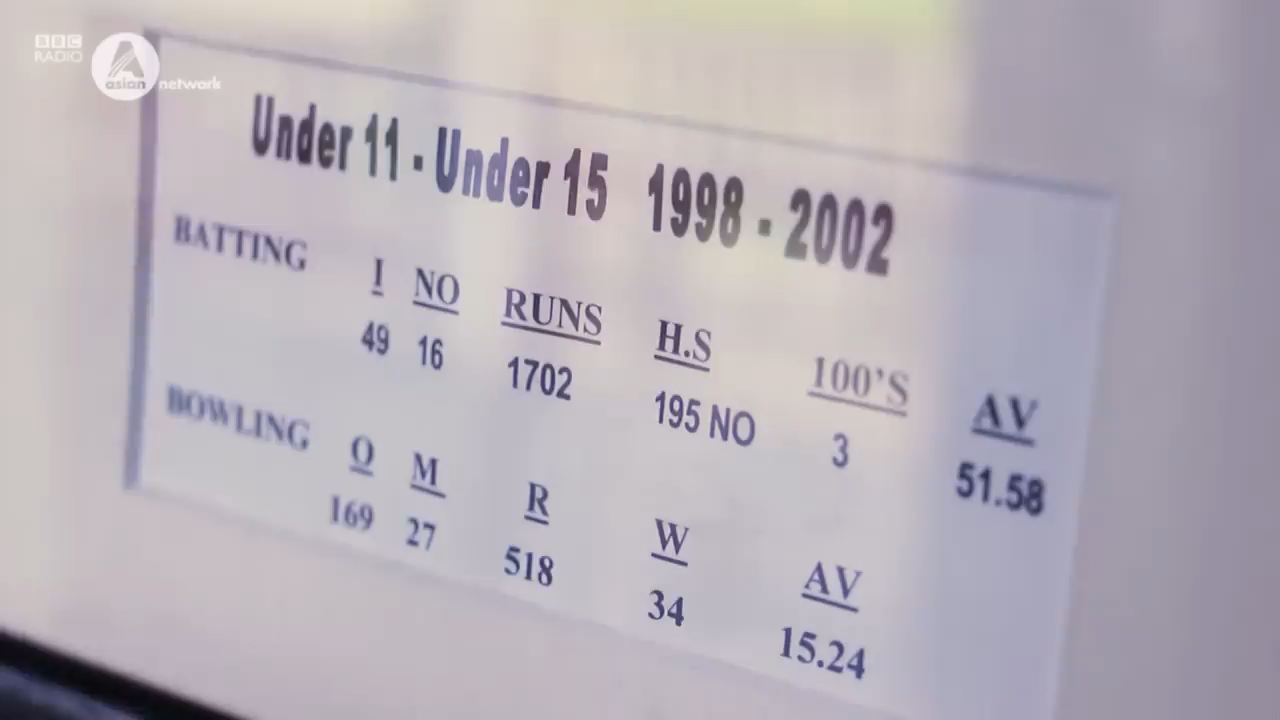 BBC
RADIO
asian network
Under 11 - Under 15 1998 - 2002
BATTING
I NO RUNS H.S 100'S AV
49 16 1702 195 NO 3 51.58
BOWLING
O M R W AV
169 27 518 34 15.24